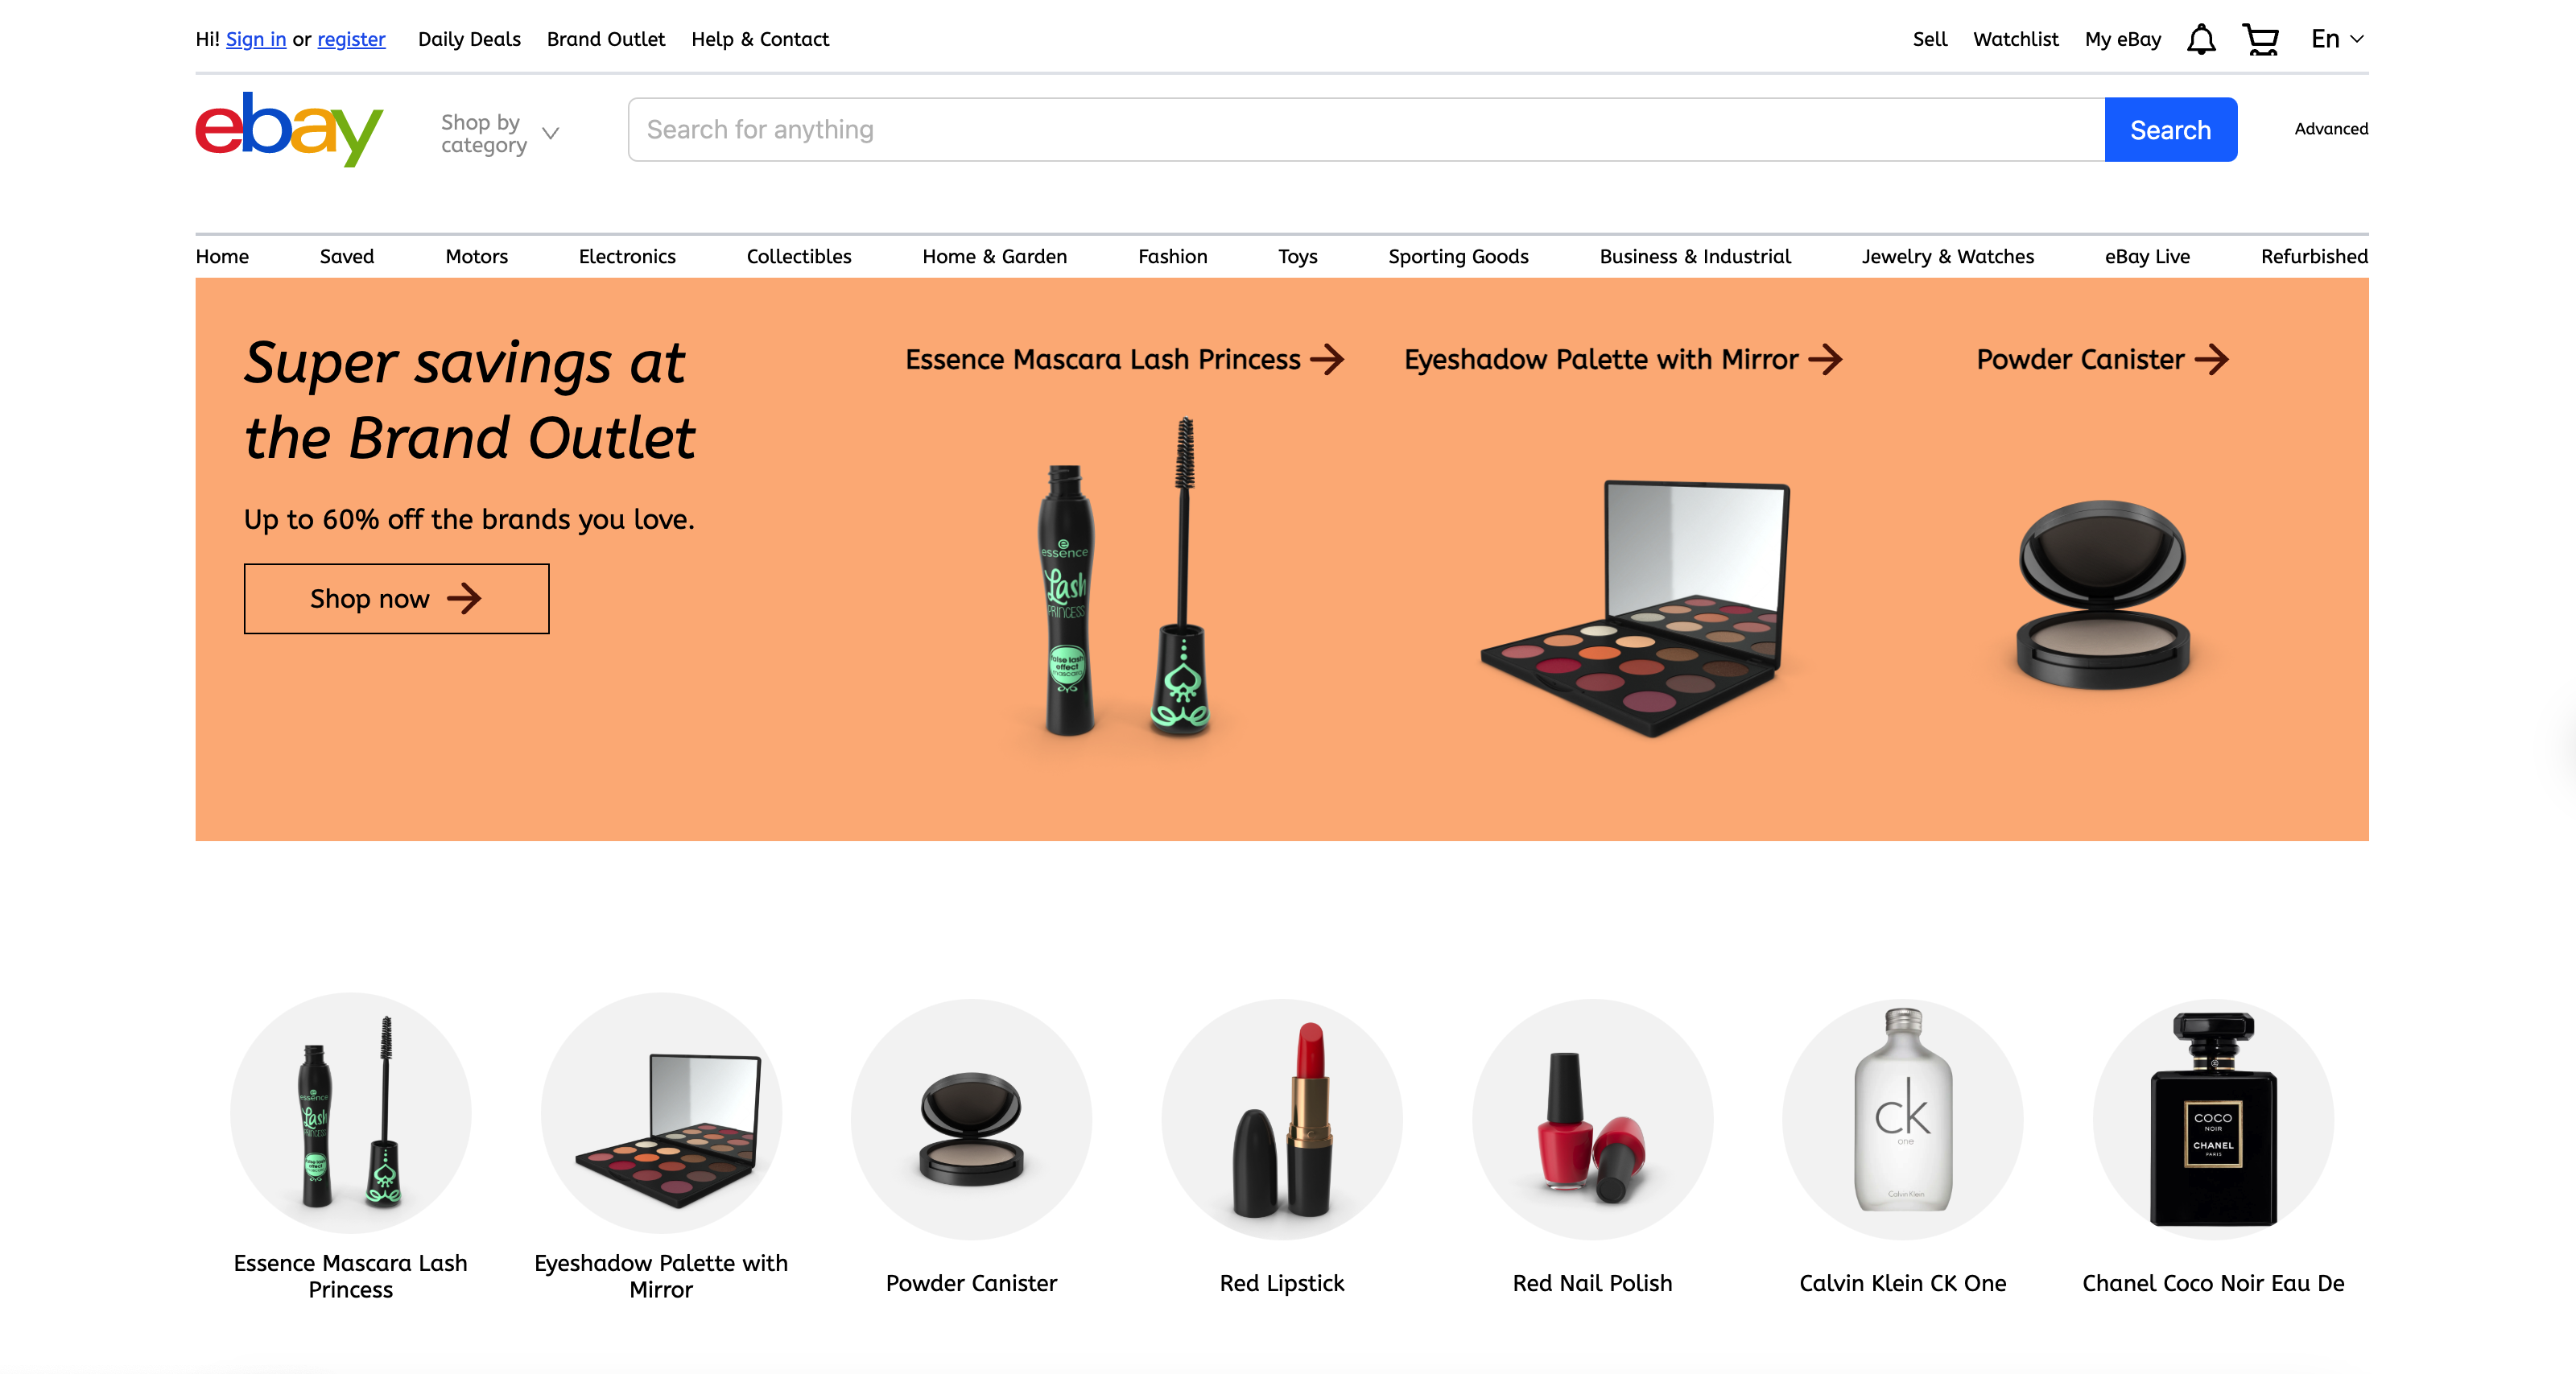 Hi! Sign in or register Daily Deals Brand Outlet Help & Contact Sell Watchlist My eBay En
ebay
Shop by
category
Search for anything
Search
Advanced
Home Saved Motors Electronics Collectibles Home & Garden Fashion Toys Sporting Goods Business & Industrial Jewelry & Watches eBay Live Refurbished
Super savings at
the Brand Outlet
Up to 60% off the brands you love.
Shop now
Essence Mascara Lash Princess
essence
Lash
PRINCESS
false lash
effect
mascara
Eyeshadow Palette with Mirror
Powder Canister
essence
Lash
PRINCESS
Essence Mascara Lash
Princess
Eyeshadow Palette with
Mirror
Powder Canister
Red Lipstick
Red Nail Polish
ck
one
Calvin Klein
Calvin Klein CK One
COCO
NOIR
CHANEL
PARIS
Chanel Coco Noir Eau De